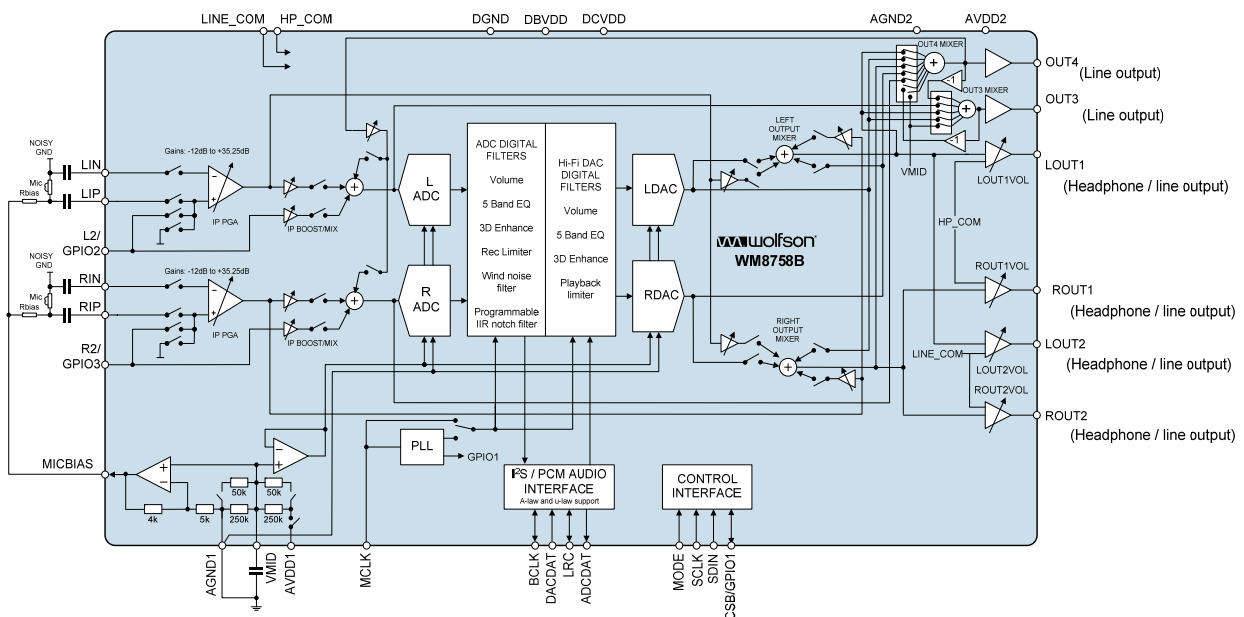 LINE_COM
HP_COM
DGND
DBVDD
DCVDD
AGND2
AVDD2
OUT4 MIXER
OUT4
(Line output)
-1
OUT3 MIXER
OUT3
(Line output)
-1
VMID
NOISY
GND
LIN
Mic
Rbias
LIP
L2/
GPIO2
Gains: -12dB to +35.25dB
IP PGA
IP BOOST/MIX
L
ADC
ADC DIGITAL
FILTERS
Volume
5 Band EQ
3D Enhance
Rec Limiter
Wind noise
filter
Programmable
IIR notch filter
Hi-Fi DAC
DIGITAL
FILTERS
Volume
5 Band EQ
3D Enhance
Playback
limiter
LDAC
LEFT
OUTPUT
MIXER
LOUT1
LOUT1VOL
(Headphone / line output)
HP_COM
wolfson®
WM8758B
NOISY
GND
RIN
Mic
Rbias
RIP
R2/
GPIO3
Gains: -12dB to +35.25dB
IP PGA
IP BOOST/MIX
R
ADC
RDAC
RIGHT
OUTPUT
MIXER
ROUT1VOL
ROUT1
(Headphone / line output)
LOUT2
LINE_COM
LOUT2VOL
(Headphone / line output)
ROUT2VOL
ROUT2
(Headphone / line output)
MICBIAS
4k
5k
50k
50k
250k
250k
PLL
GPIO1
I²S / PCM AUDIO
INTERFACE
A-law and u-law support
CONTROL
INTERFACE
AGND1
VMID
AVDD1
MCLK
BCLK
DACDAT
LRC
ADCDAT
MODE
SCLK
SDIN
CSB/GPIO1